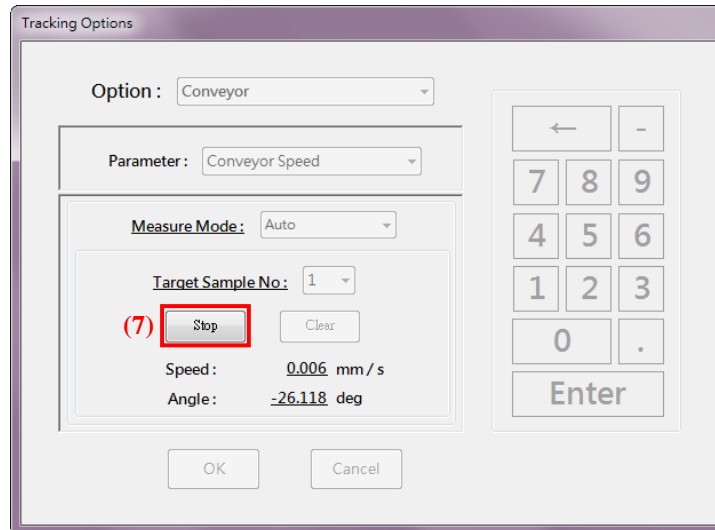 Tracking Options
Option : Conveyor
Parameter : Conveyor Speed
Measure Mode : Auto
Target Sample No : 1
(7) Stop Clear
Speed : 0.006 mm / s
Angle : -26.118 deg
OK Cancel
← -
7 8 9
4 5 6
1 2 3
0 .
Enter